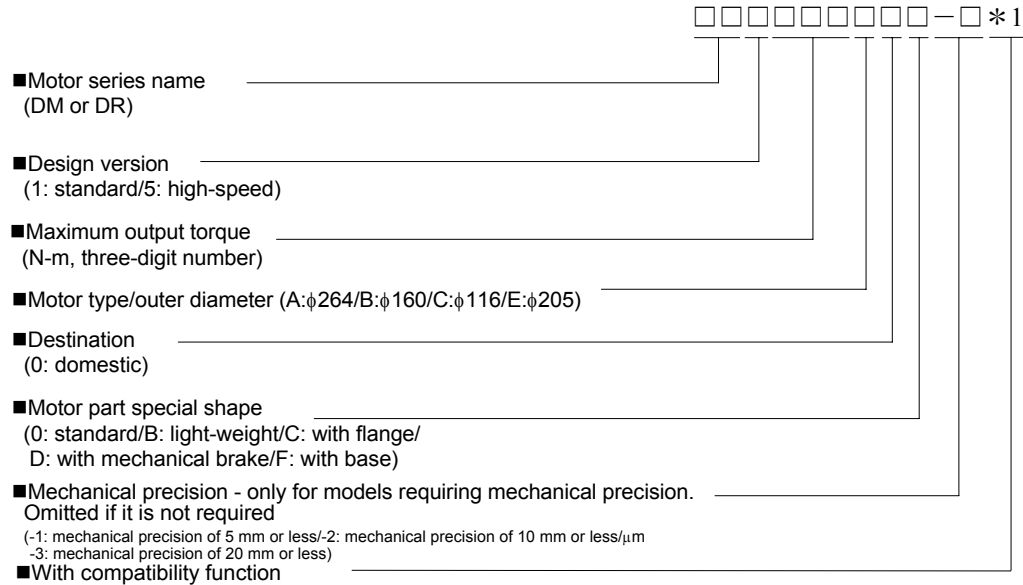 □□□□□□□□□－□＊1
■Motor series name
(DM or DR)
■Design version
(1: standard/5: high-speed)
■Maximum output torque
(N-m, three-digit number)
■Motor type/outer diameter (A:ϕ264/B:ϕ160/C:ϕ116/E:ϕ205)
■Destination
(0: domestic)
■Motor part special shape
(0: standard/B: light-weight/C: with flange/
D: with mechanical brake/F: with base)
■Mechanical precision - only for models requiring mechanical precision.
Omitted if it is not required
(-1: mechanical precision of 5 mm or less/-2: mechanical precision of 10 mm or less/μm
-3: mechanical precision of 20 mm or less)
■With compatibility function